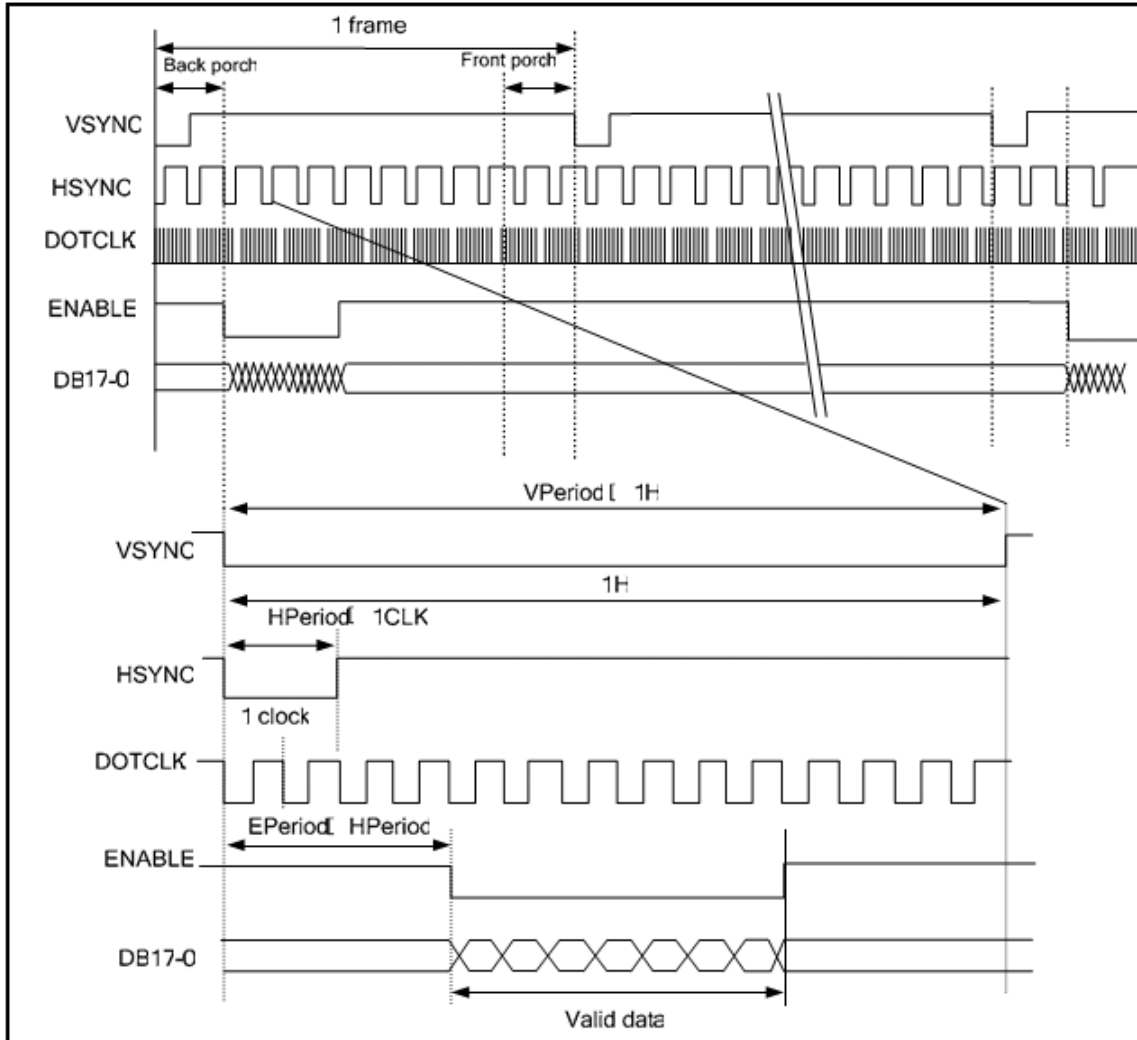 1 frame
Back porch
Front porch
VSYNC
HSYNC
DOTCLK
ENABLE
DB17-0
VPeriod[ 1H
VSYNC
1H
HPeriod[ 1CLK
HSYNC
1 clock
DOTCLK
EPeriod[ HPeriod
ENABLE
DB17-0
Valid data